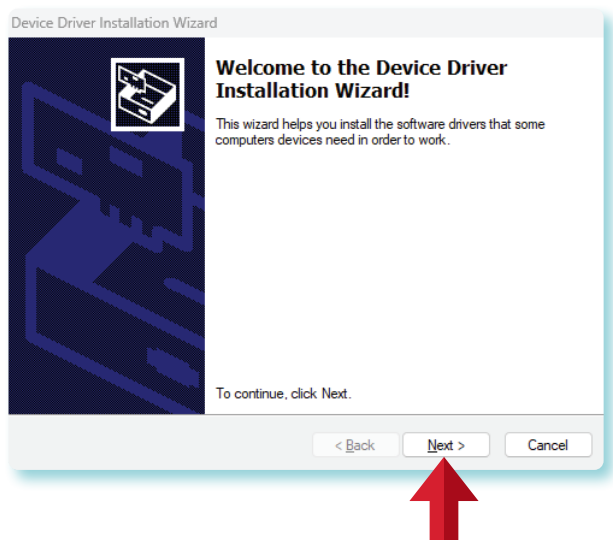 Device Driver Installation Wizard
Welcome to the Device Driver
Installation Wizard!
This wizard helps you install the software drivers that some
computers devices need in order to work.
To continue, click Next.
< Back
Next >
Cancel